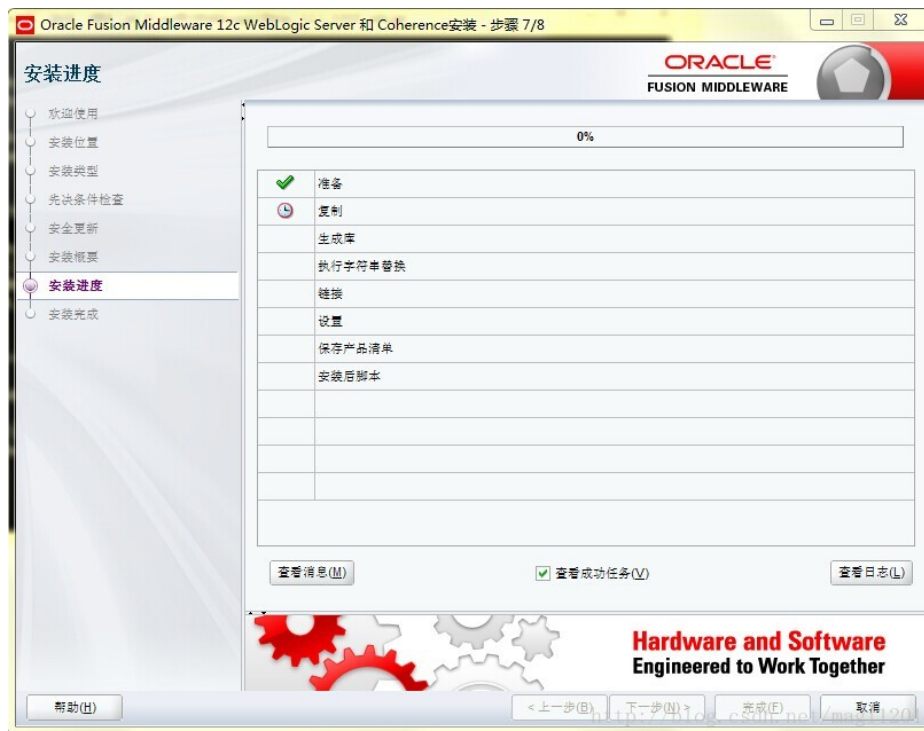 Oracle Fusion Middleware 12c WebLogic Server 和 Coherence安装 - 步骤 7/8
安装进度
ORACLE
FUSION MIDDLEWARE
欢迎使用
安装位置
安装类型
先决条件检查
安全更新
安装概要
安装进度
安装完成
0%
准备
复制
生成库
执行字符串替换
链接
设置
保存产品清单
安装后脚本
查看消息(M)
查看成功任务(V)
查看日志(L)
Hardware and Software
Engineered to Work Together
帮助(H)
< 上一步(B)
下一步(N) >
完成(F)
取消